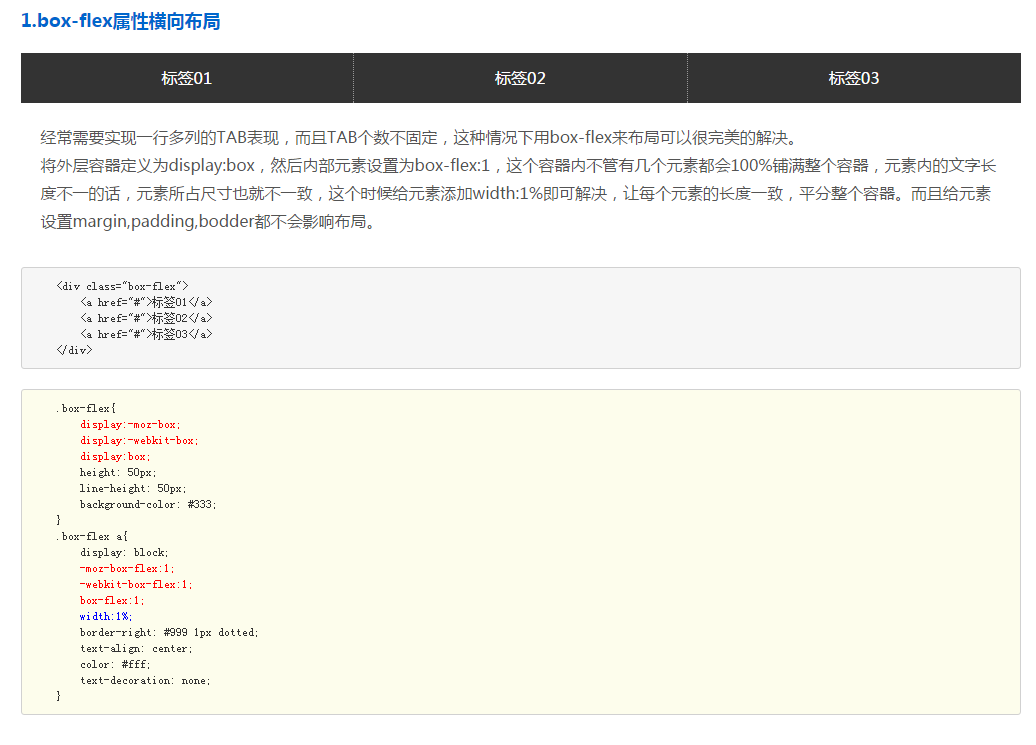 1.box-flex属性横向布局
标签01 标签02 标签03
经常需要实现一行多列的TAB表现，而且TAB个数不固定，这种情况下用box-flex来布局可以很完美的解决。
将外层容器定义为display:box，然后内部元素设置为box-flex:1，这个容器内不管有几个元素都会100%铺满整个容器，元素内的文字长
度不一的话，元素所占尺寸也就不一致，这个时候给元素添加width:1%即可解决，让每个元素的长度一致，平分整个容器。而且给元素
设置margin,padding,bodder都不会影响布局。
<div class="box-flex">
    <a href="#">标签01</a>
    <a href="#">标签02</a>
    <a href="#">标签03</a>
</div>
.box-flex{
    display:-moz-box;
    display:-webkit-box;
    display:box;
    height: 50px;
    line-height: 50px;
    background-color: #333;
}
.box-flex a{
    display: block;
    -moz-box-flex:1;
    -webkit-box-flex:1;
    box-flex:1;
    width:1%;
    border-right: #999 1px dotted;
    text-align: center;
    color: #fff;
    text-decoration: none;
}